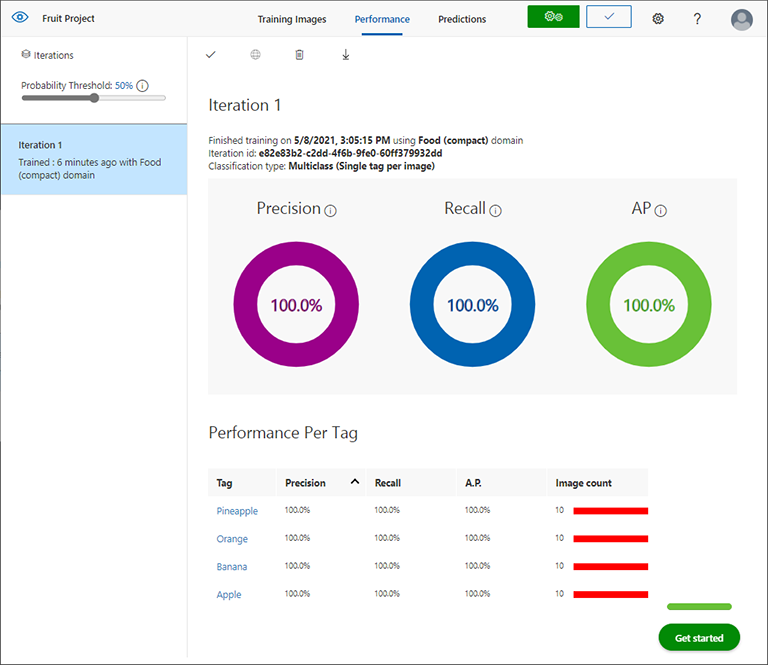 Fruit Project
Training Images
Performance
Predictions
?
Iterations
Probability Threshold: 50%
Iteration 1
Trained : 6 minutes ago with Food
(compact) domain
Iteration 1
Finished training on 5/8/2021, 3:05:15 PM using Food (compact) domain
Iteration id: e82e83b2-c2dd-4f6b-9fe0-60ff379932dd
Classification type: Multiclass (Single tag per image)
Precision
Recall
AP
100.0%
100.0%
100.0%
Performance Per Tag
Tag Precision Recall A.P. Image count
Pineapple 100.0% 100.0% 100.0% 10
Orange 100.0% 100.0% 100.0% 10
Banana 100.0% 100.0% 100.0% 10
Apple 100.0% 100.0% 100.0% 10
Get started